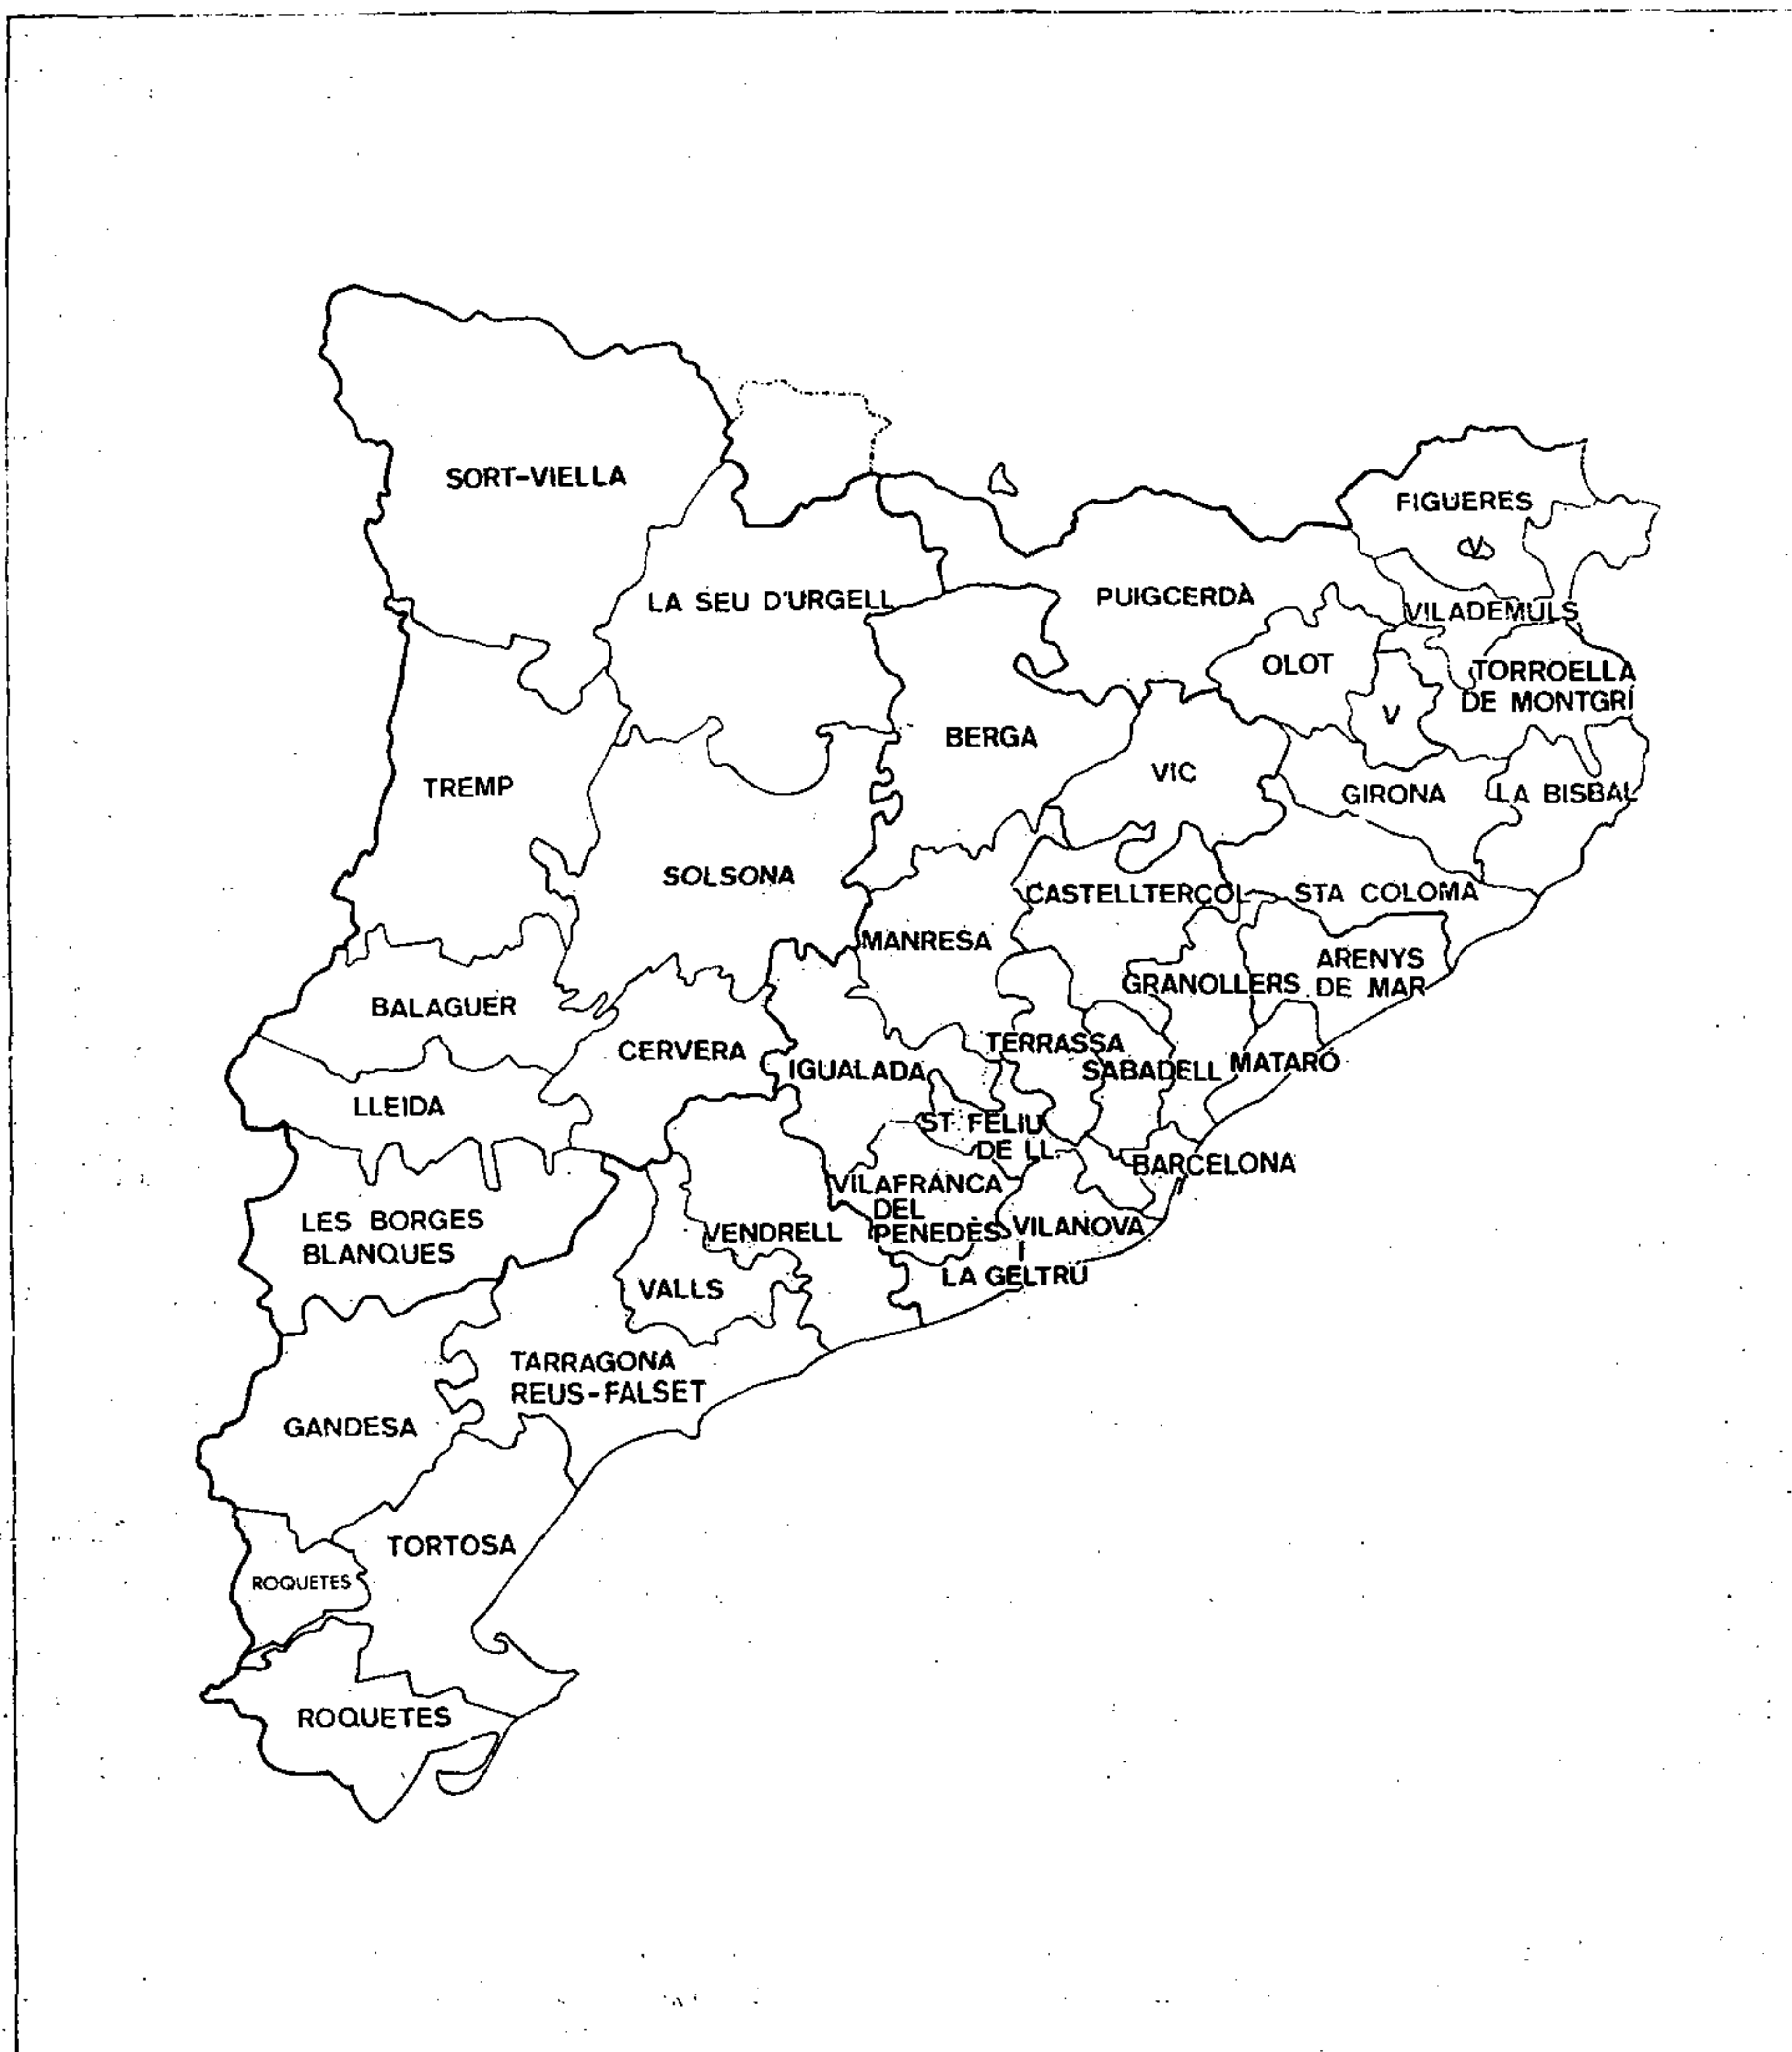 SORT-VIELLA
FIGUERES
V
LA SEU D'URGELL
PUIGCERDÀ
VILADEMULS
OLOT
TORROELLA
DE MONTGRÍ
V
BERGA
VIC
TREMP
GIRONA
LA BISBAL
SOLSONA
CASTELLTERÇOL
STA COLOMA
MANRESA
ARENYS
DE MAR
GRANOLLERS
BALAGUER
CERVERA
TERRASSA
IGUALADA
SABADELL
MATARÓ
LLEIDA
ST FELIU
DE LL.
BARCELONA
VILAFRANCA
DEL
PENEDÈS
LES BORGES
BLANQUES
VENDRELL
VILANOVA
I
LA GELTRÚ
VALLS
TARRAGONA
REUS-FALSET
GANDESA
TORTOSA
ROQUETES
ROQUETES